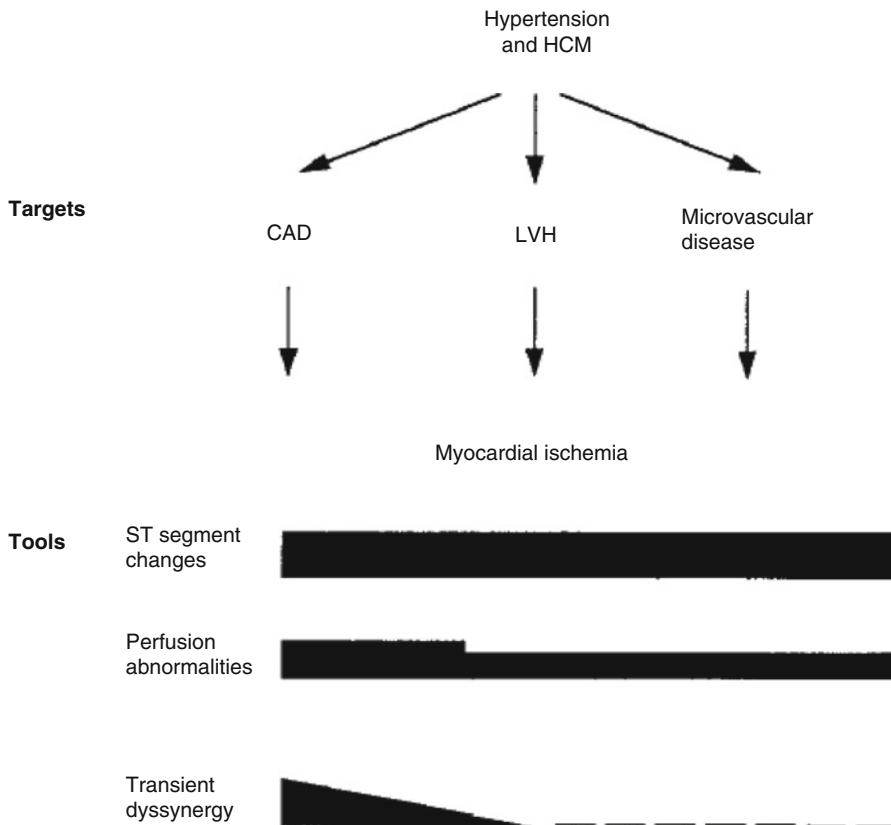 Hypertension
and HCM
Targets
CAD
LVH
Microvascular
disease
Myocardial ischemia
Tools
ST segment
changes
Perfusion
abnormalities
Transient
dyssynergy